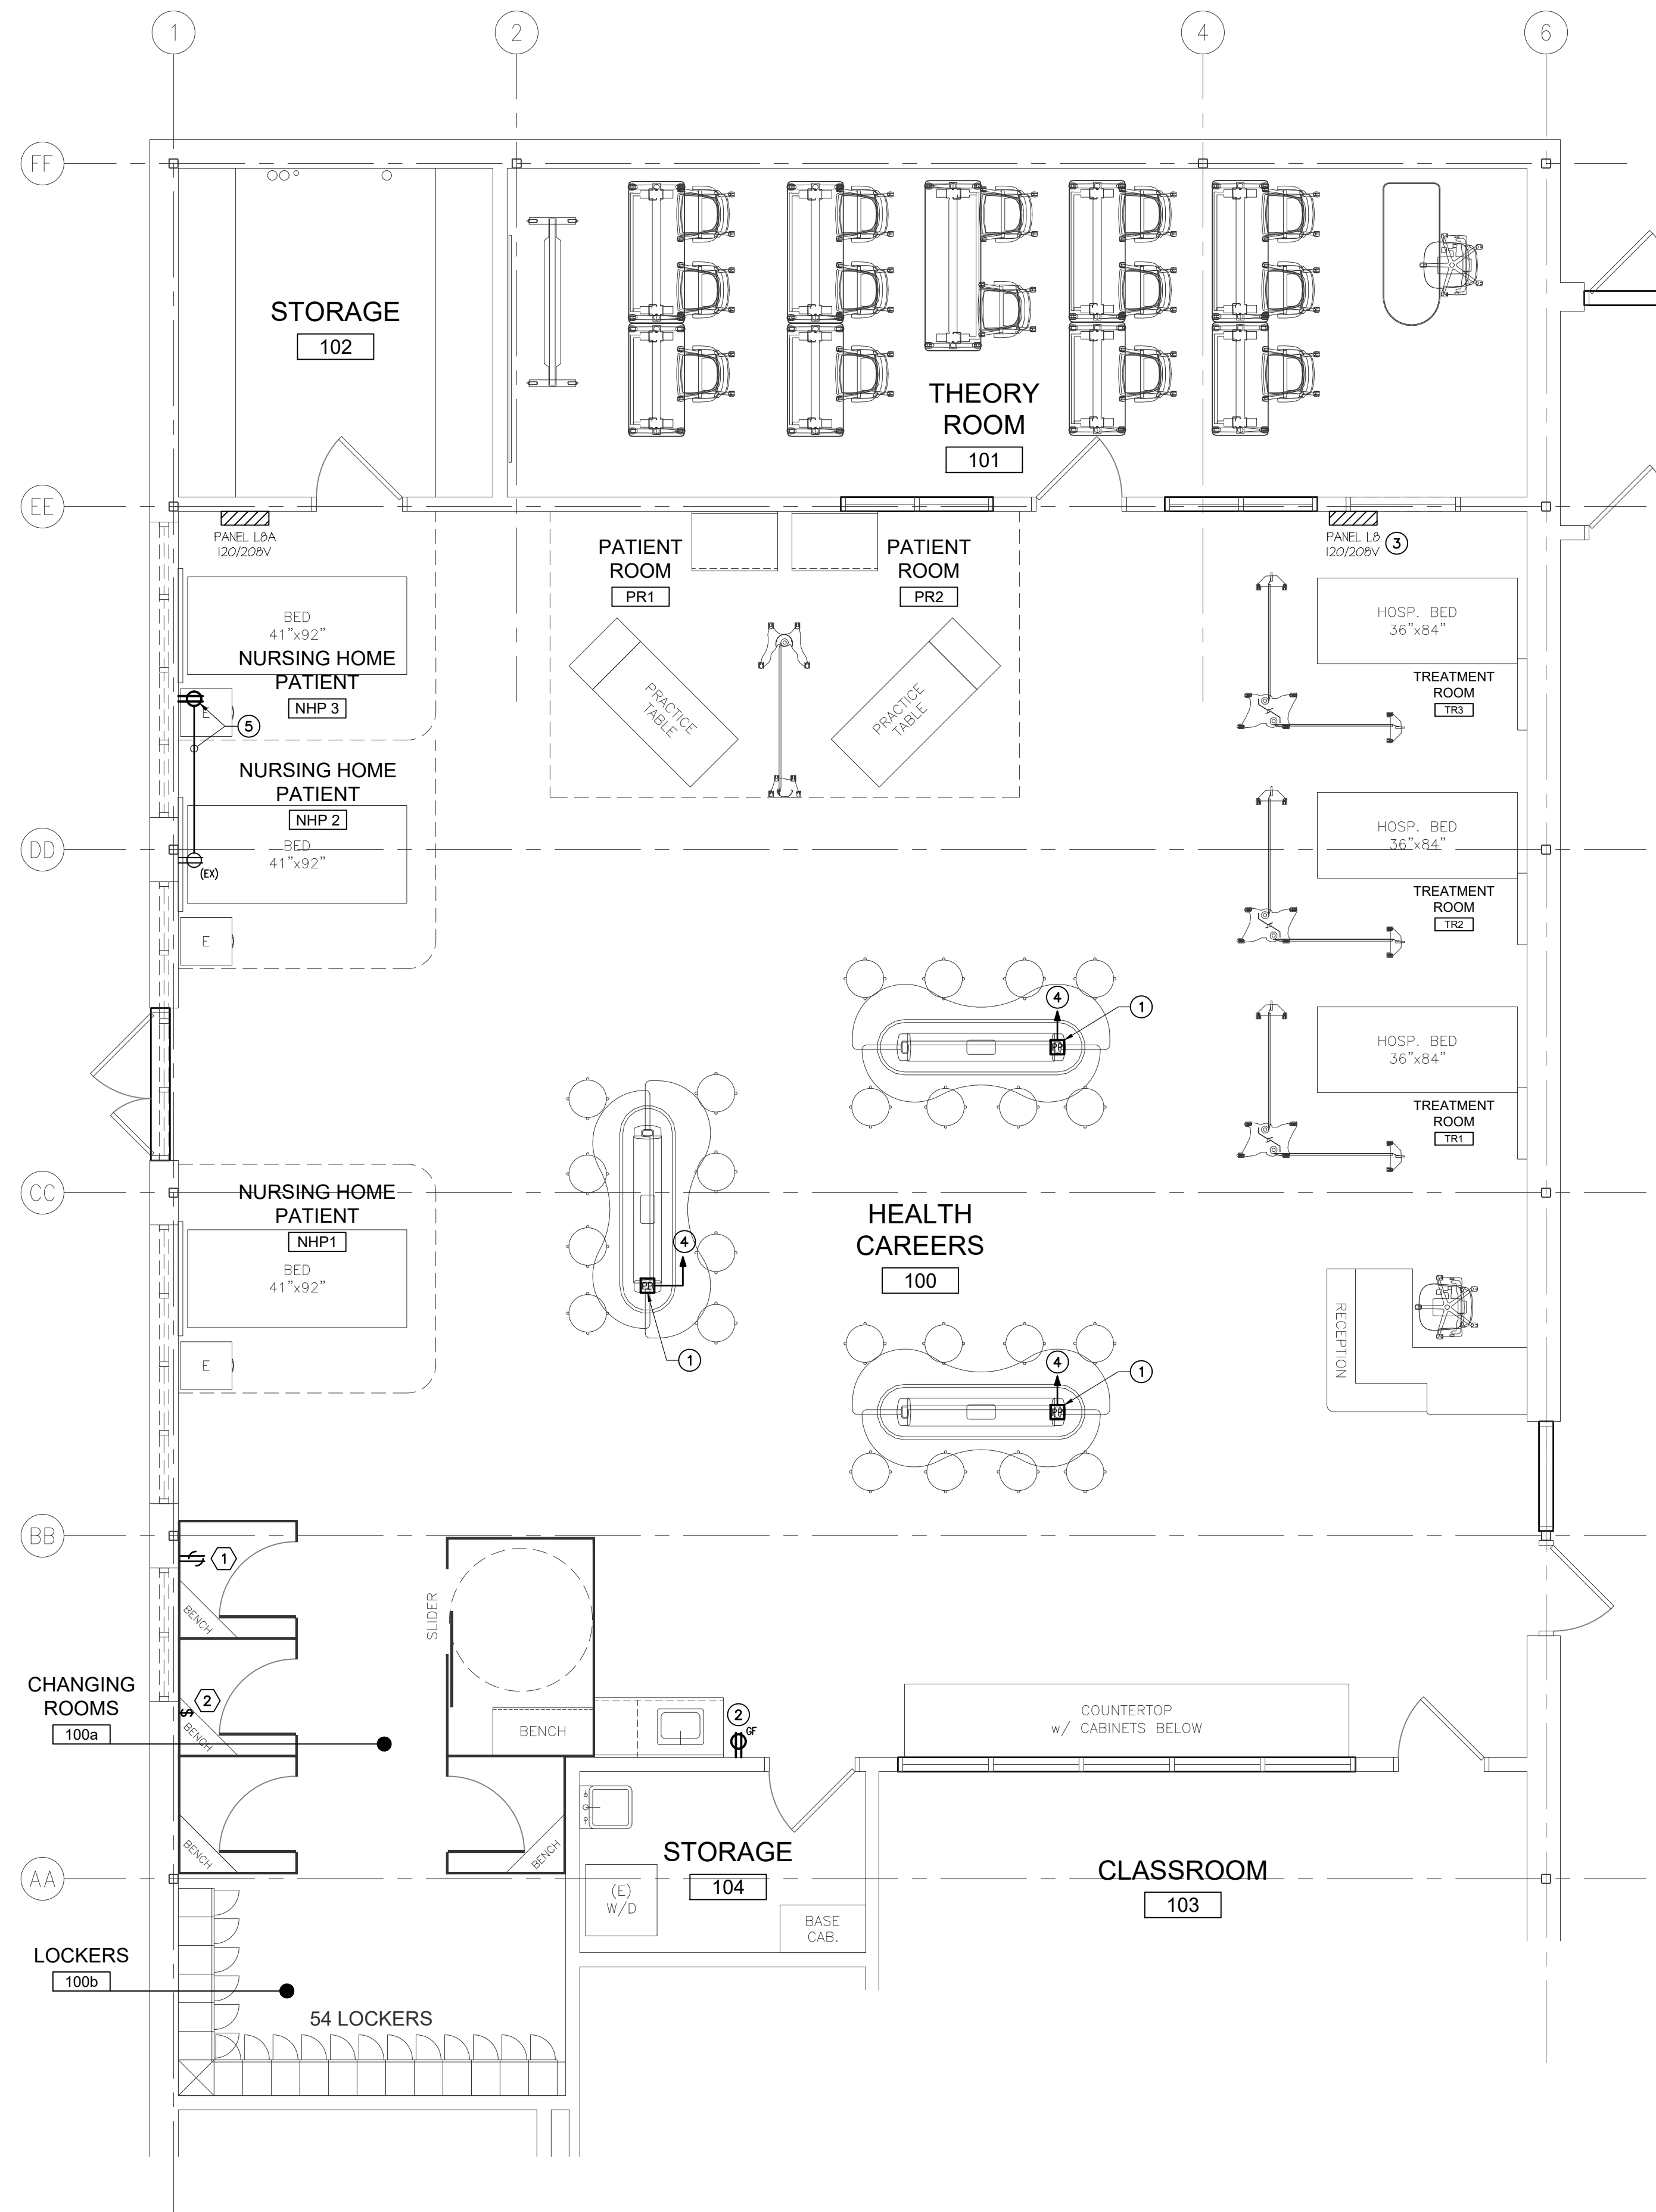 1
2
4
6
FF
STORAGE
102
THEORY
ROOM
101
EE
PANEL L8A
120/208V
PANEL L8
120/208V
3
PATIENT
ROOM
PR1
PATIENT
ROOM
PR2
BED
41"x92"
NURSING HOME
PATIENT
NHP 3
E
5
PRACTICE
TABLE
PRACTICE
TABLE
HOSP. BED
36"x84"
TREATMENT
ROOM
TR3
NURSING HOME
PATIENT
NHP 2
DD
BED
41"x92"
(EX)
E
HOSP. BED
36"x84"
TREATMENT
ROOM
TR2
4
1
HOSP. BED
36"x84"
TREATMENT
ROOM
TR1
CC
NURSING HOME
PATIENT
NHP1
BED
41"x92"
E
4
1
HEALTH
CAREERS
100
4
1
RECEPTION
BB
1
BENCH
SLIDER
CHANGING
ROOMS
100a
2
BENCH
BENCH
2
GF
COUNTERTOP
w/ CABINETS BELOW
BENCH
BENCH
AA
STORAGE
104
(E)
W/D
BASE
CAB.
CLASSROOM
103
LOCKERS
100b
54 LOCKERS